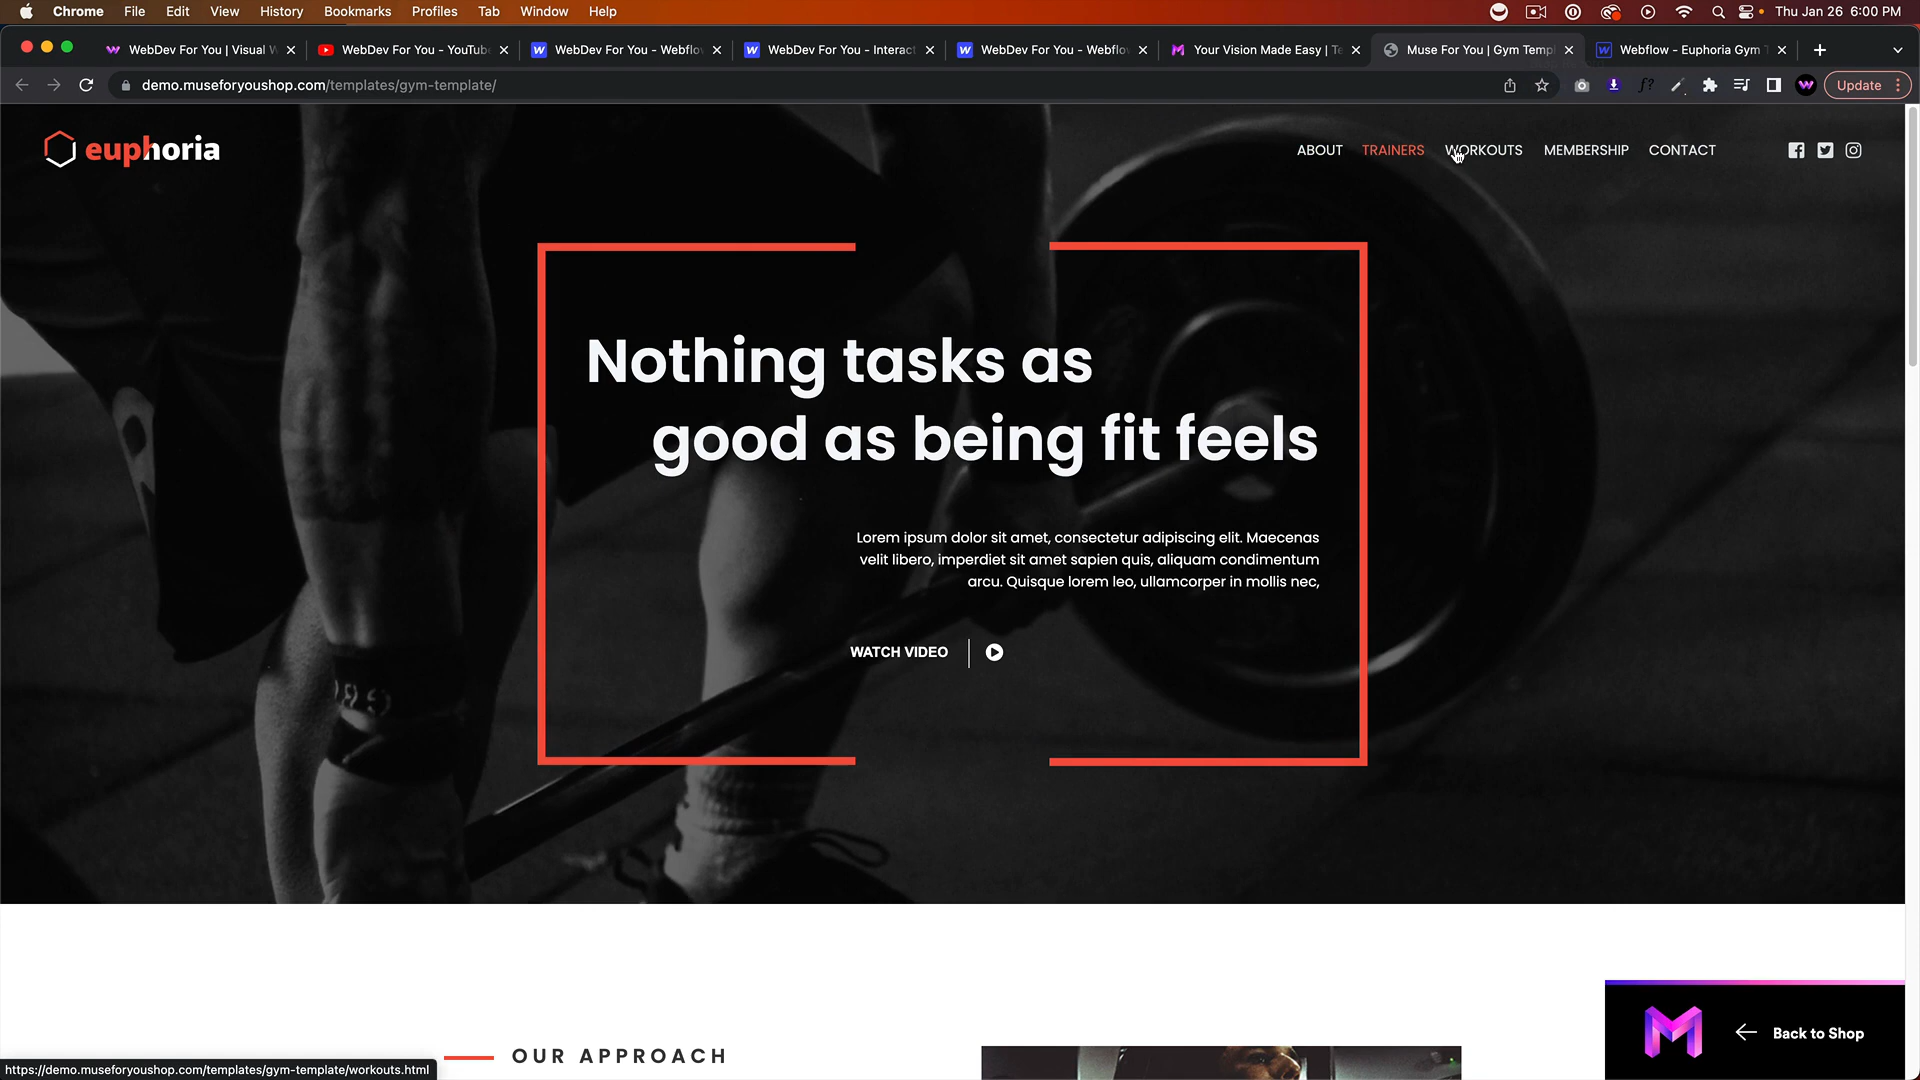 Chrome File Edit View History Bookmarks Profiles Tab Window Help Thu Jan 26 6:00 PM
WebDev For You | Visual W WebDev For You - YouTube WebDev For You - Webflow WebDev For You - Interact WebDev For You - Webflow Your Vision Made Easy | Te Muse For You | Gym Templ Webflow - Euphoria Gym T
demo.museforyoushop.com/templates/gym-template/ f? Update
euphoria ABOUT TRAINERS WORKOUTS MEMBERSHIP CONTACT
Nothing tasks as
good as being fit feels
Lorem ipsum dolor sit amet, consectetur adipiscing elit. Maecenas
velit libero, imperdiet sit amet sapien quis, aliquam condimentum
arcu. Quisque lorem leo, ullamcorper in mollis nec,
WATCH VIDEO
Back to Shop
OUR APPROACH
https://demo.museforyoushop.com/templates/gym-template/workouts.html